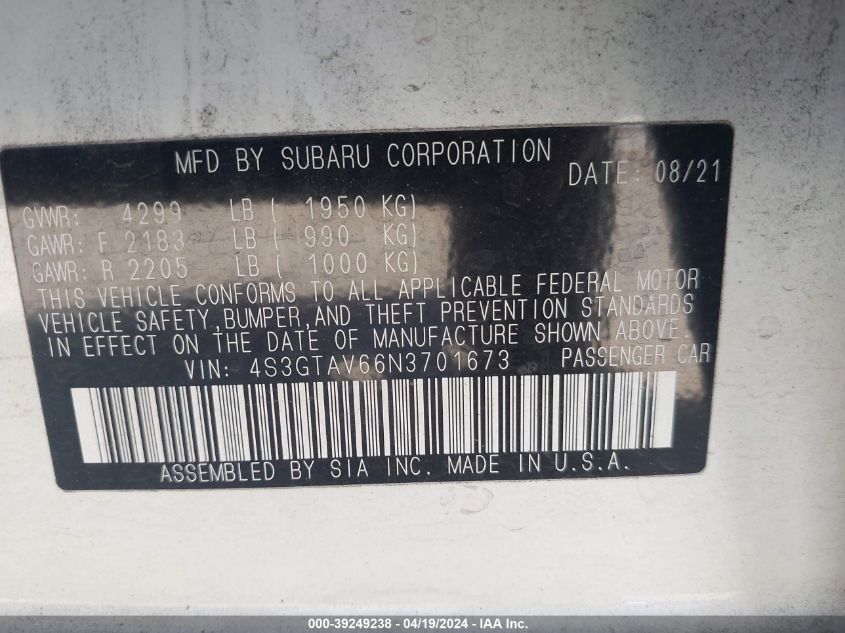 MFD BY SUBARU CORPORATION DATE: 08/21
GVWR: 4299 LB ( 1950 KG)
GAWR: F 2183 LB ( 990 KG)
GAWR: R 2205 LB ( 1000 KG)
THIS VEHICLE CONFORMS TO ALL APPLICABLE FEDERAL MOTOR
VEHICLE SAFETY,BUMPER,AND THEFT PREVENTION STANDARDS
IN EFFECT ON THE DATE OF MANUFACTURE SHOWN ABOVE.
VIN: 4S3GTAV66N3701673 PASSENGER CAR
ASSEMBLED BY SIA INC. MADE IN U.S.A.
000-39249238 - 04/19/2024 - IAA Inc.